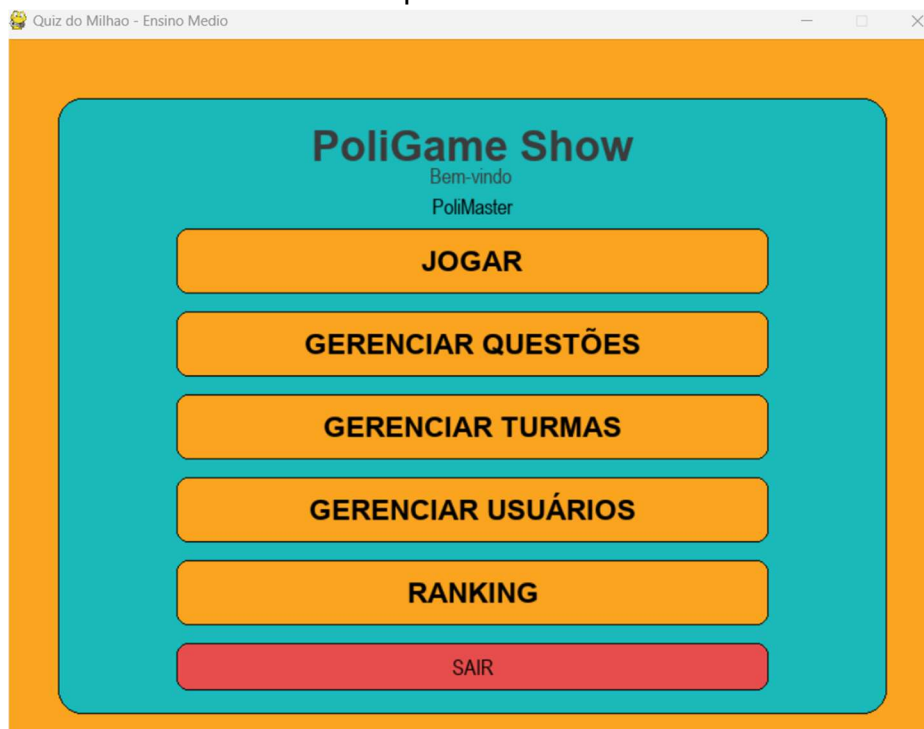 Quiz do Milhao - Ensino Medio
PoliGame Show
Bem-vindo
PoliMaster
JOGAR
GERENCIAR QUESTÕES
GERENCIAR TURMAS
GERENCIAR USUÁRIOS
RANKING
SAIR